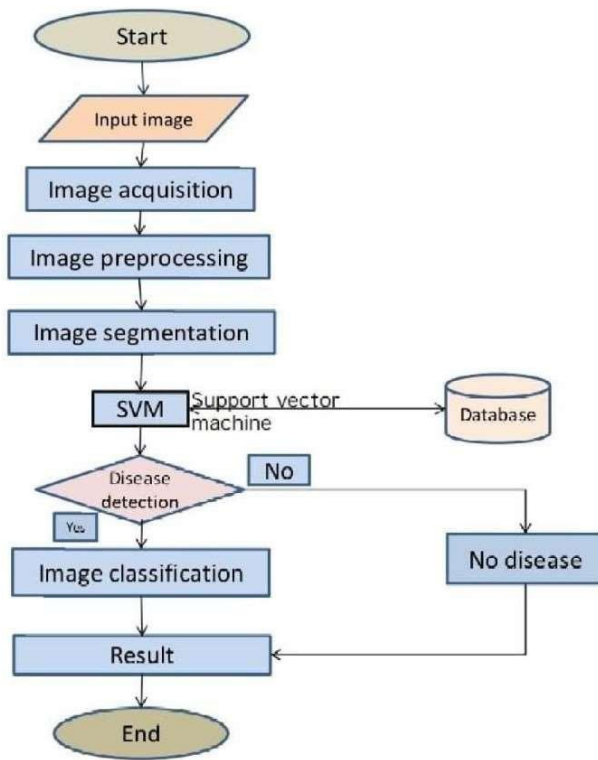 Start
Input image
Image acquisition
Image preprocessing
Image segmentation
SVM
Support vector
machine
Database
Disease
detection
No
Yes
Image classification
No disease
Result
End